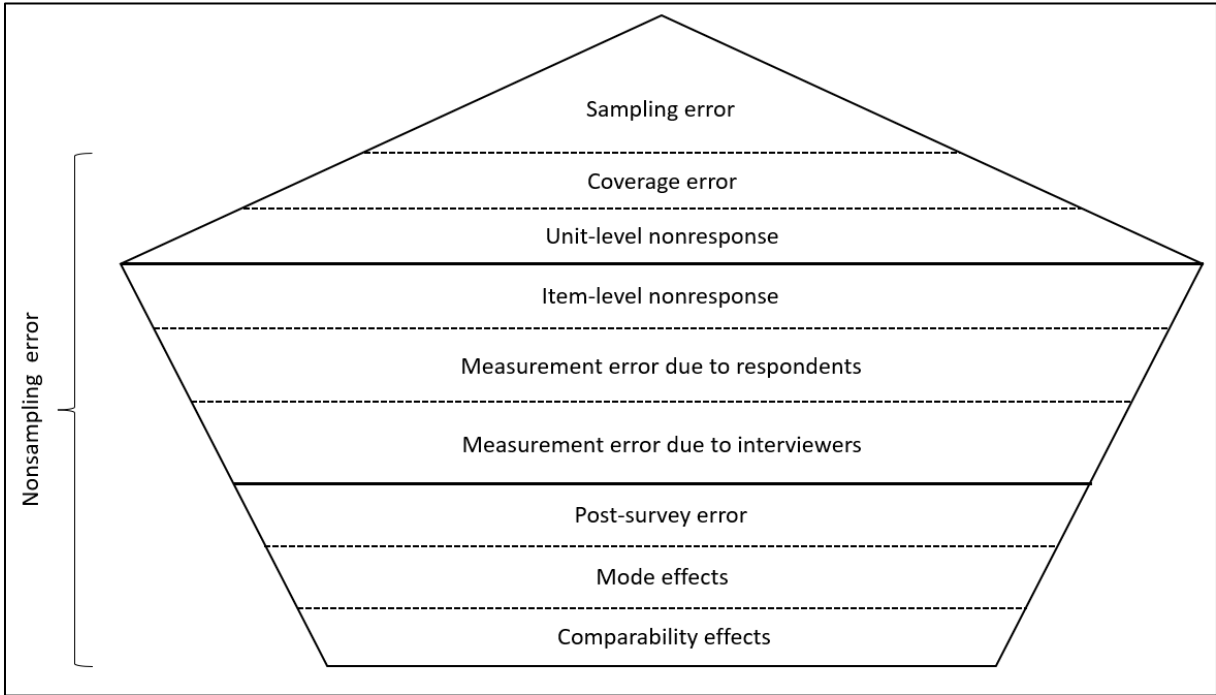 Sampling error
Coverage error
Unit-level nonresponse
Item-level nonresponse
Measurement error due to respondents
Measurement error due to interviewers
Post-survey error
Mode effects
Comparability effects
Nonsampling error